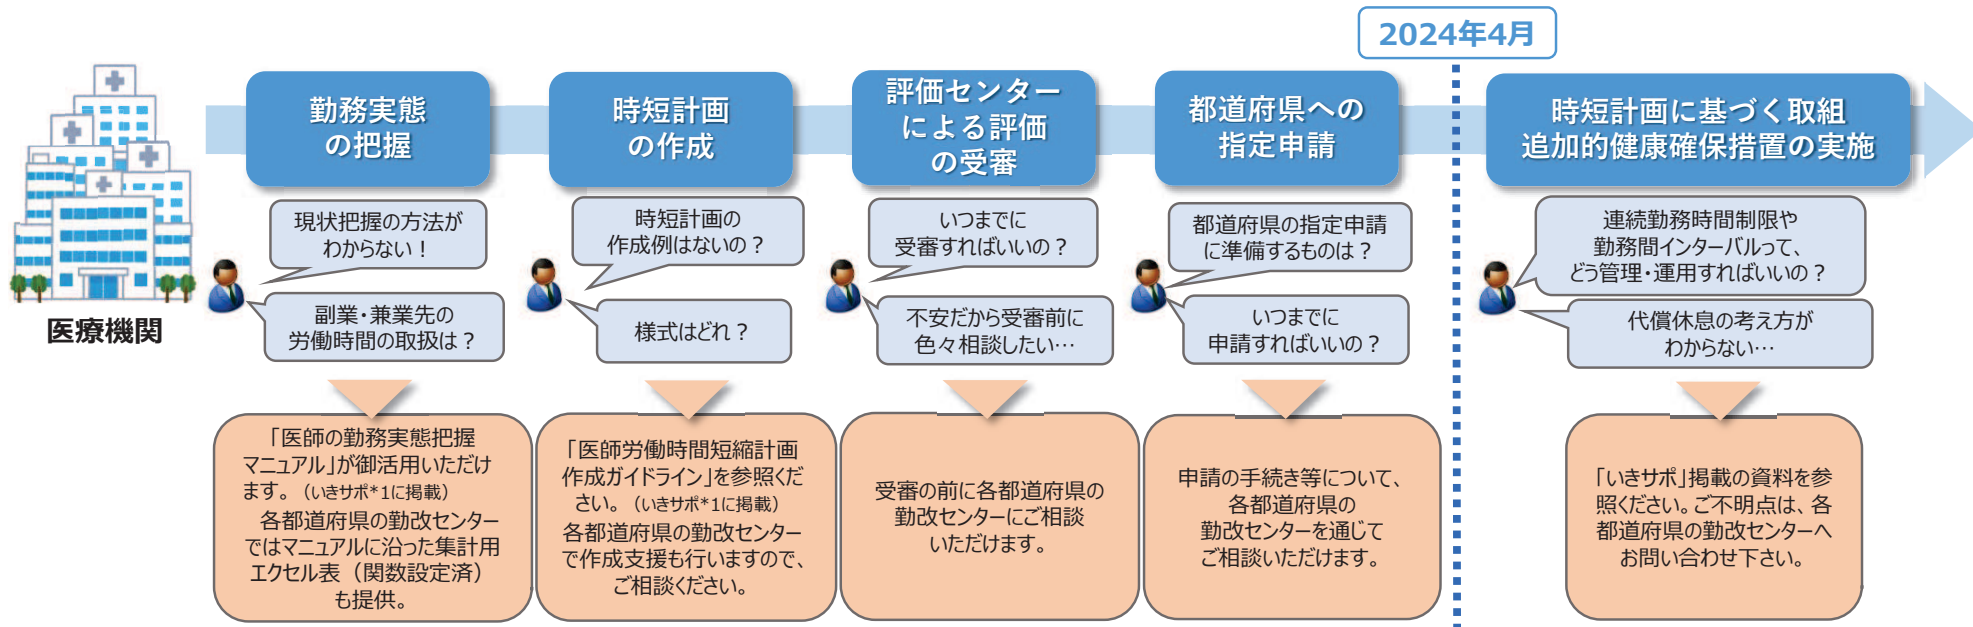 2024年4月
医療機関
勤務実態
の把握
現状把握の方法が
わからない！
副業・兼業先の
労働時間の取扱は？
「医師の勤務実態把握
マニュアル」が御活用いただけ
ます。（いきサポ*1に掲載）
各都道府県の勤改センター
ではマニュアルに沿った集計用
エクセル表（関数設定済）
も提供。
時短計画
の作成
時短計画の
作成例はないの？
様式はどれ？
「医師労働時間短縮計画
作成ガイドライン」を参照くだ
さい。（いきサポ*1に掲載）
各都道府県の勤改センター
で作成支援も行いますので、
ご相談ください。
評価センター
による評価
の受審
いつまでに
受審すればいいの？
不安だから受審前に
色々相談したい…
受審の前に各都道府県の
勤改センターにご相談
いただけます。
都道府県への
指定申請
都道府県の指定申請
に準備するものは？
いつまでに
申請すればいいの？
申請の手続き等について、
各都道府県の
勤改センターを通じて
ご相談いただけます。
時短計画に基づく取組
追加的健康確保措置の実施
連続勤務時間制限や
勤務間インターバルって、
どう管理・運用すればいいの？
代償休息の考え方が
わからない…
「いきサポ」掲載の資料を参
照ください。ご不明点は、各
都道府県の勤改センターへ
お問い合わせ下さい。